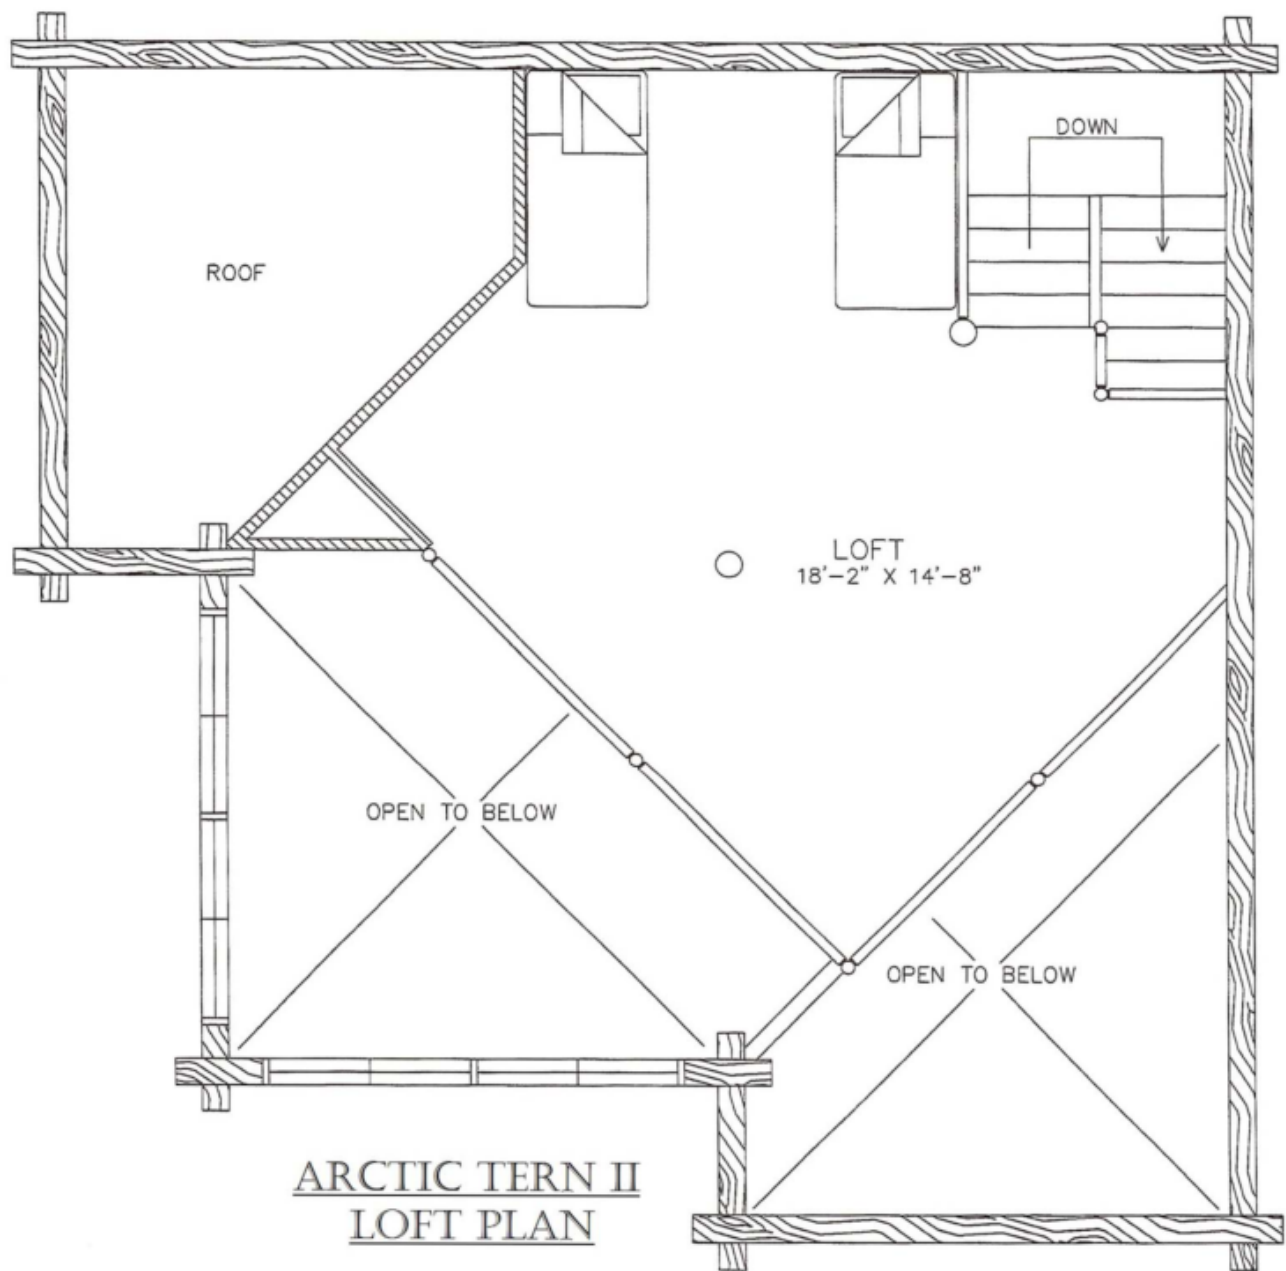 DOWN
ROOF
LOFT
18'-2" X 14'-8"
OPEN TO BELOW
OPEN TO BELOW
ARCTIC TERN II
LOFT PLAN